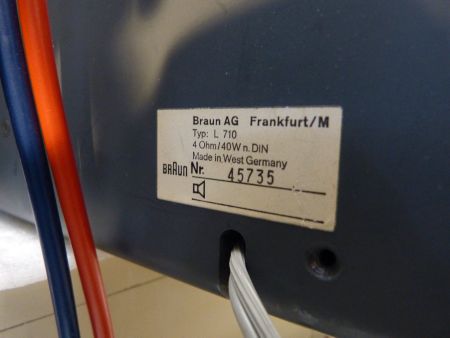 Braun AG Frankfurt/M
Typ: L 710
4 Ohm/40W n. DIN
Made in West Germany
BRAUN Nr. 45735